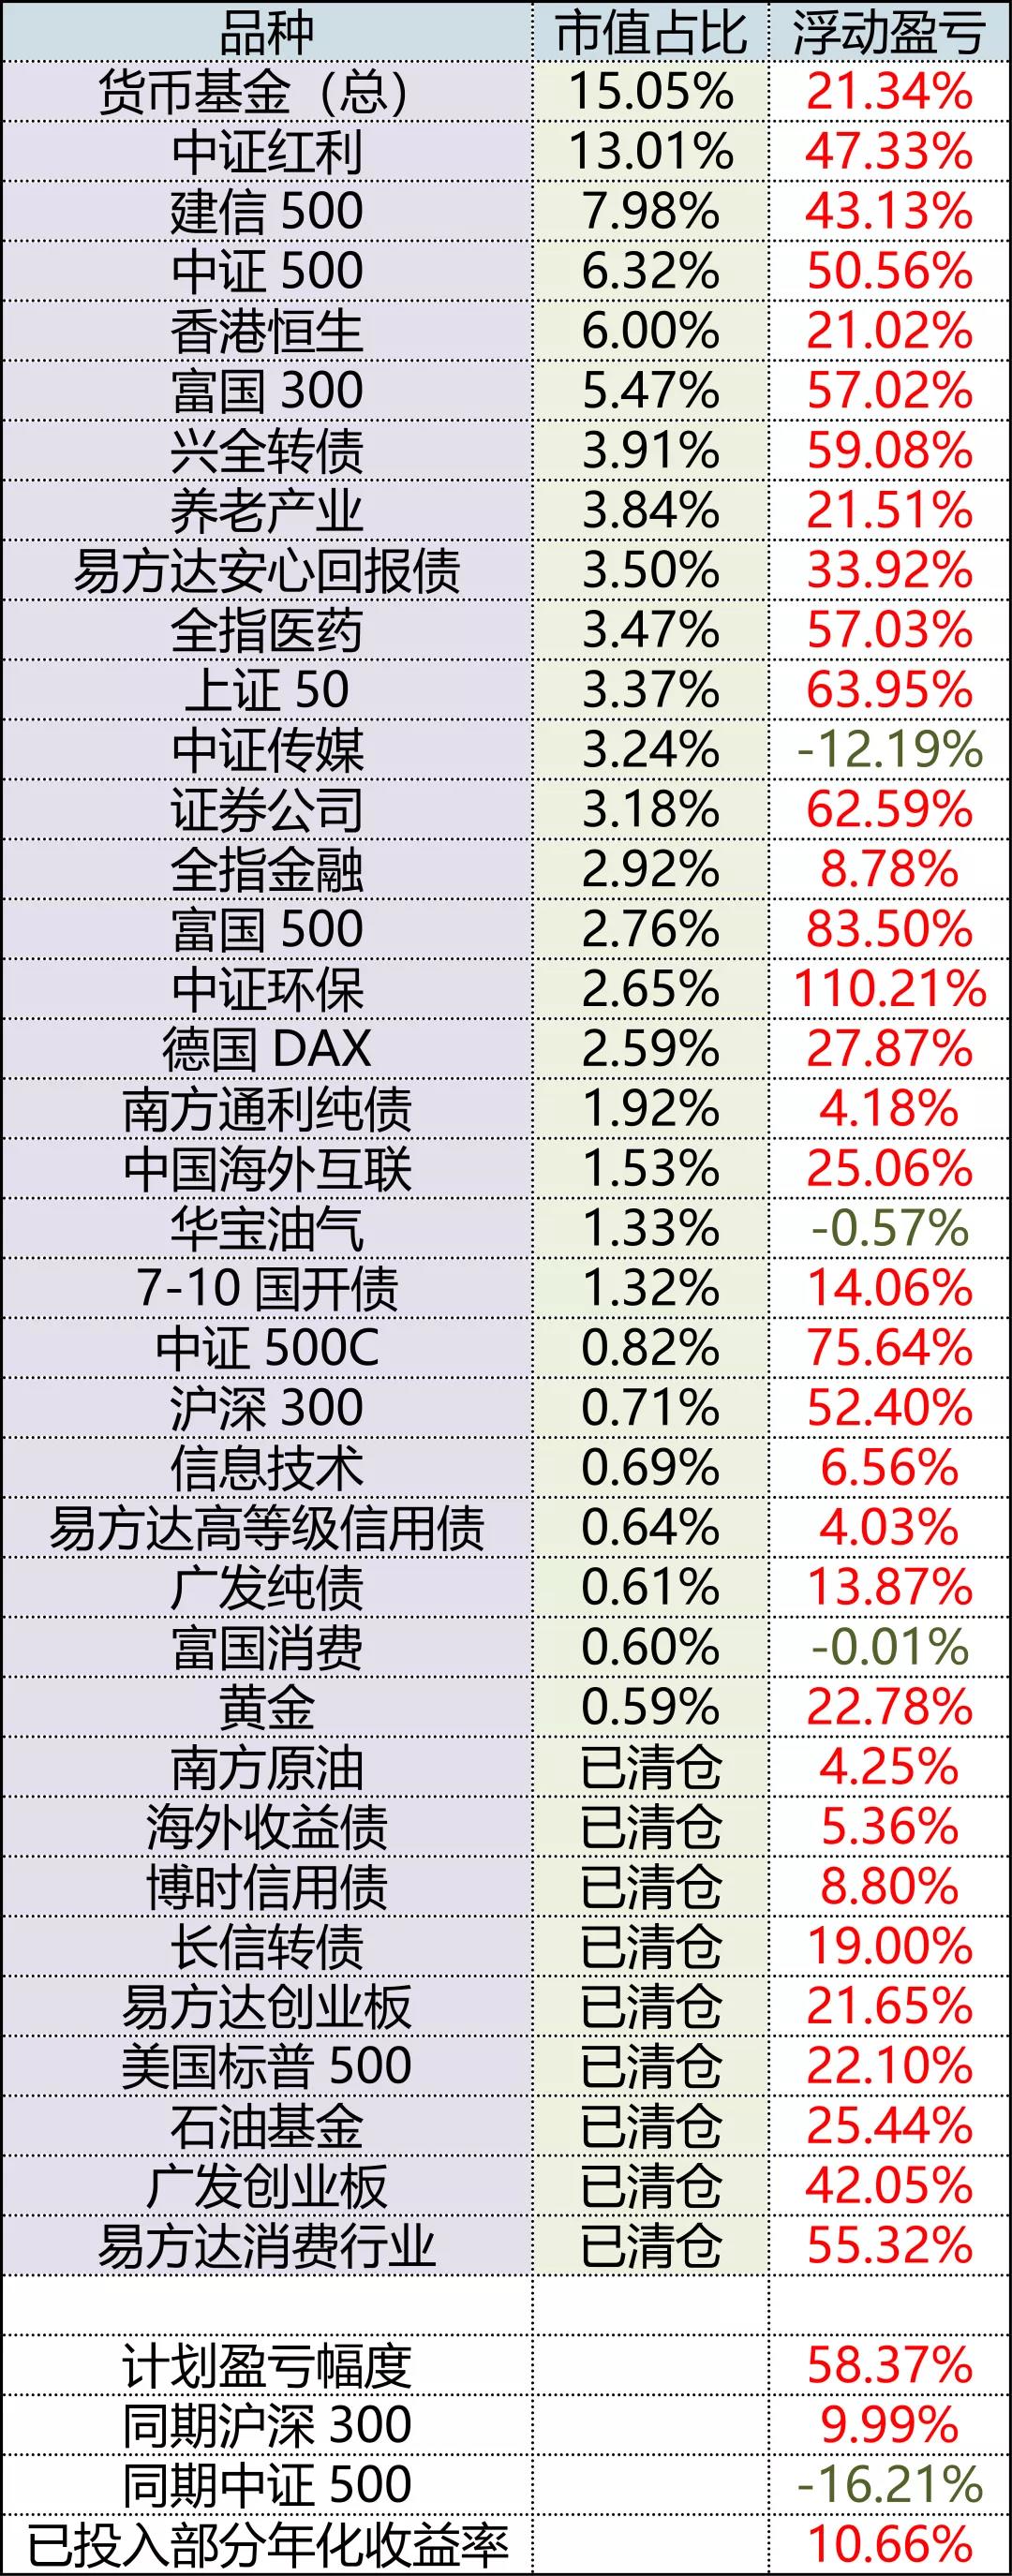 品种 市值占比 浮动盈亏
货币基金（总） 15.05% 21.34%
中证红利 13.01% 47.33%
建信 500 7.98% 43.13%
中证 500 6.32% 50.56%
香港恒生 6.00% 21.02%
富国 300 5.47% 57.02%
兴全转债 3.91% 59.08%
养老产业 3.84% 21.51%
易方达安心回报债 3.50% 33.92%
全指医药 3.47% 57.03%
上证 50 3.37% 63.95%
中证传媒 3.24% -12.19%
证券公司 3.18% 62.59%
全指金融 2.92% 8.78%
富国 500 2.76% 83.50%
中证环保 2.65% 110.21%
德国 DAX 2.59% 27.87%
南方通利纯债 1.92% 4.18%
中国海外互联 1.53% 25.06%
华宝油气 1.33% -0.57%
7-10 国开债 1.32% 14.06%
中证 500C 0.82% 75.64%
沪深 300 0.71% 52.40%
信息技术 0.69% 6.56%
易方达高等级信用债 0.64% 4.03%
广发纯债 0.61% 13.87%
富国消费 0.60% -0.01%
黄金 0.59% 22.78%
南方原油 已清仓 4.25%
海外收益债 已清仓 5.36%
博时信用债 已清仓 8.80%
长信转债 已清仓 19.00%
易方达创业板 已清仓 21.65%
美国标普 500 已清仓 22.10%
石油基金 已清仓 25.44%
广发创业板 已清仓 42.05%
易方达消费行业 已清仓 55.32%
计划盈亏幅度 58.37%
同期沪深 300 9.99%
同期中证 500 -16.21%
已投入部分年化收益率 10.66%